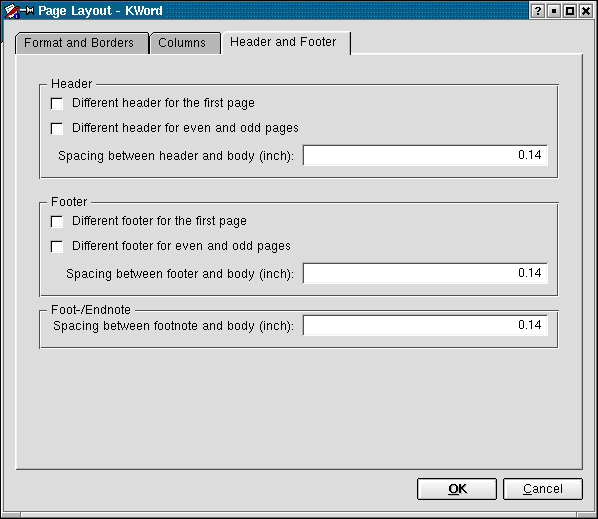 Page Layout - KWord
Format and Borders
Columns
Header and Footer
Header
Different header for the first page
Different header for even and odd pages
Spacing between header and body (inch): 0.14
Footer
Different footer for the first page
Different footer for even and odd pages
Spacing between footer and body (inch): 0.14
Foot-/Endnote
Spacing between footnote and body (inch): 0.14
OK
Cancel